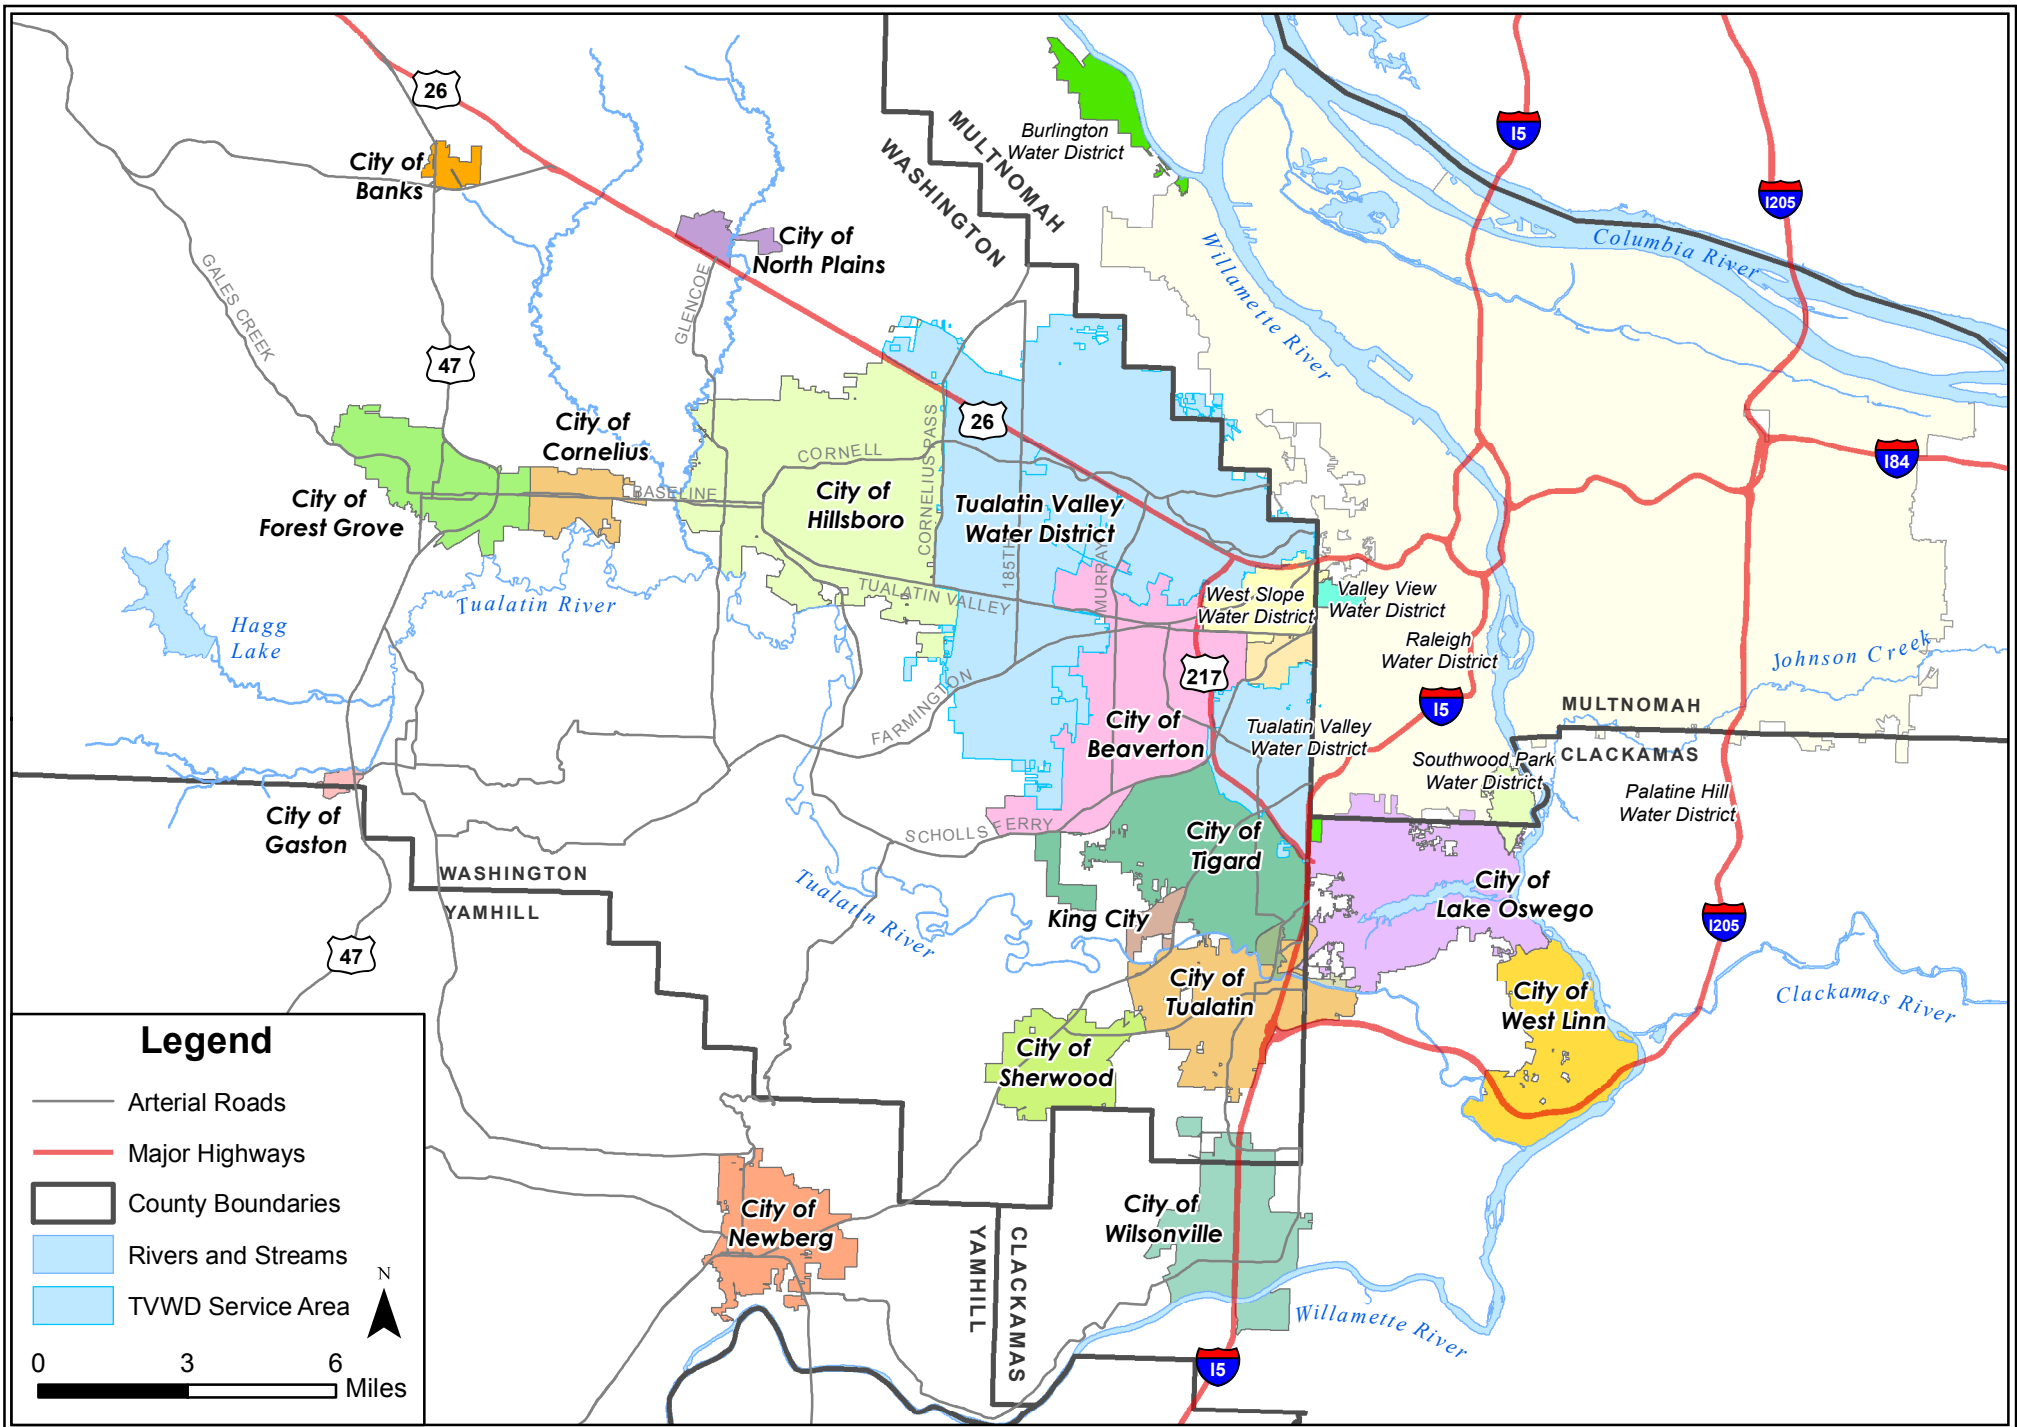 26
I5
I205
Burlington
Water District
MULTNOMAH
WASHINGTON
City of
Banks
City of
North Plains
Columbia River
Willamette River
GALES CREEK
GLENCOE
47
26
City of
Cornelius
CORNELL
CORNELIUS PASS
I84
BASELINE
City of
Forest Grove
City of
Hillsboro
Tualatin Valley
Water District
185TH
MURRAY
TUALATIN VALLEY
Tualatin River
Hagg
Lake
West Slope
Water District
Valley View
Water District
Raleigh
Water District
Johnson Creek
217
I5
FARMINGTON
City of
Beaverton
Tualatin Valley
Water District
MULTNOMAH
CLACKAMAS
Southwood Park
Water District
Palatine Hill
Water District
City of
Gaston
SCHOLLS FERRY
City of
Tigard
WASHINGTON
YAMHILL
Tualatin River
King City
City of
Lake Oswego
I205
47
City of
Tualatin
City of
West Linn
Clackamas River
City of
Sherwood
City of
Newberg
City of
Wilsonville
YAMHILL
CLACKAMAS
Willamette River
I5
Legend
Arterial Roads
Major Highways
County Boundaries
Rivers and Streams
TVWD Service Area
N
0 3 6
Miles